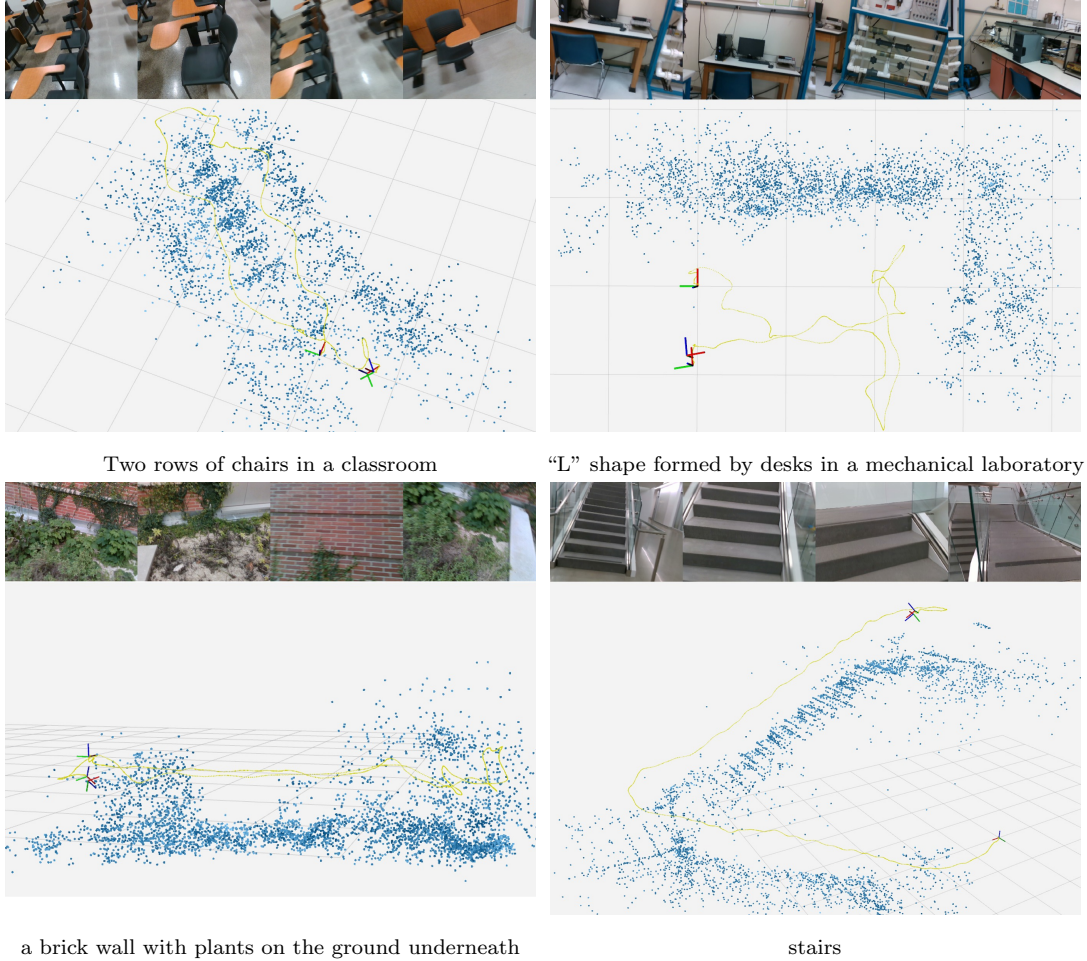 Two rows of chairs in a classroom
“L” shape formed by desks in a mechanical laboratory
a brick wall with plants on the ground underneath
stairs